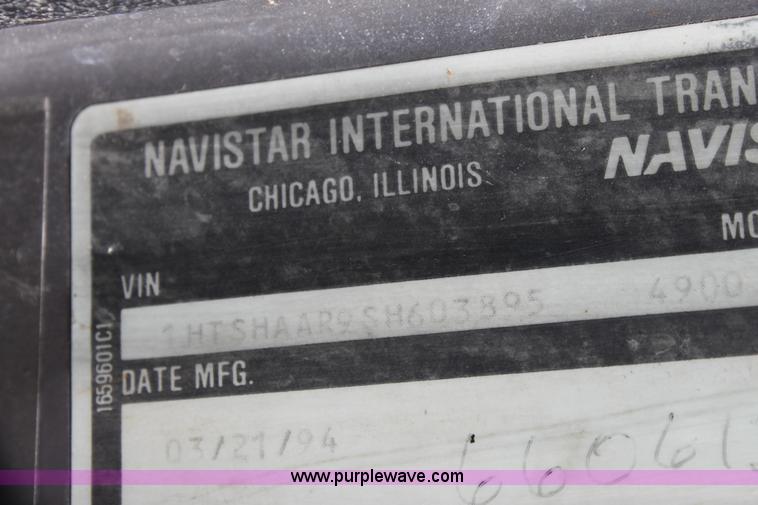 NAVISTAR INTERNATIONAL TRAN
NAVIS
CHICAGO, ILLINOIS
MO
VIN
1HTSHAAR9SH603895 4900
1659601C1
DATE MFG.
03/21/94
66061
www.purplewave.com